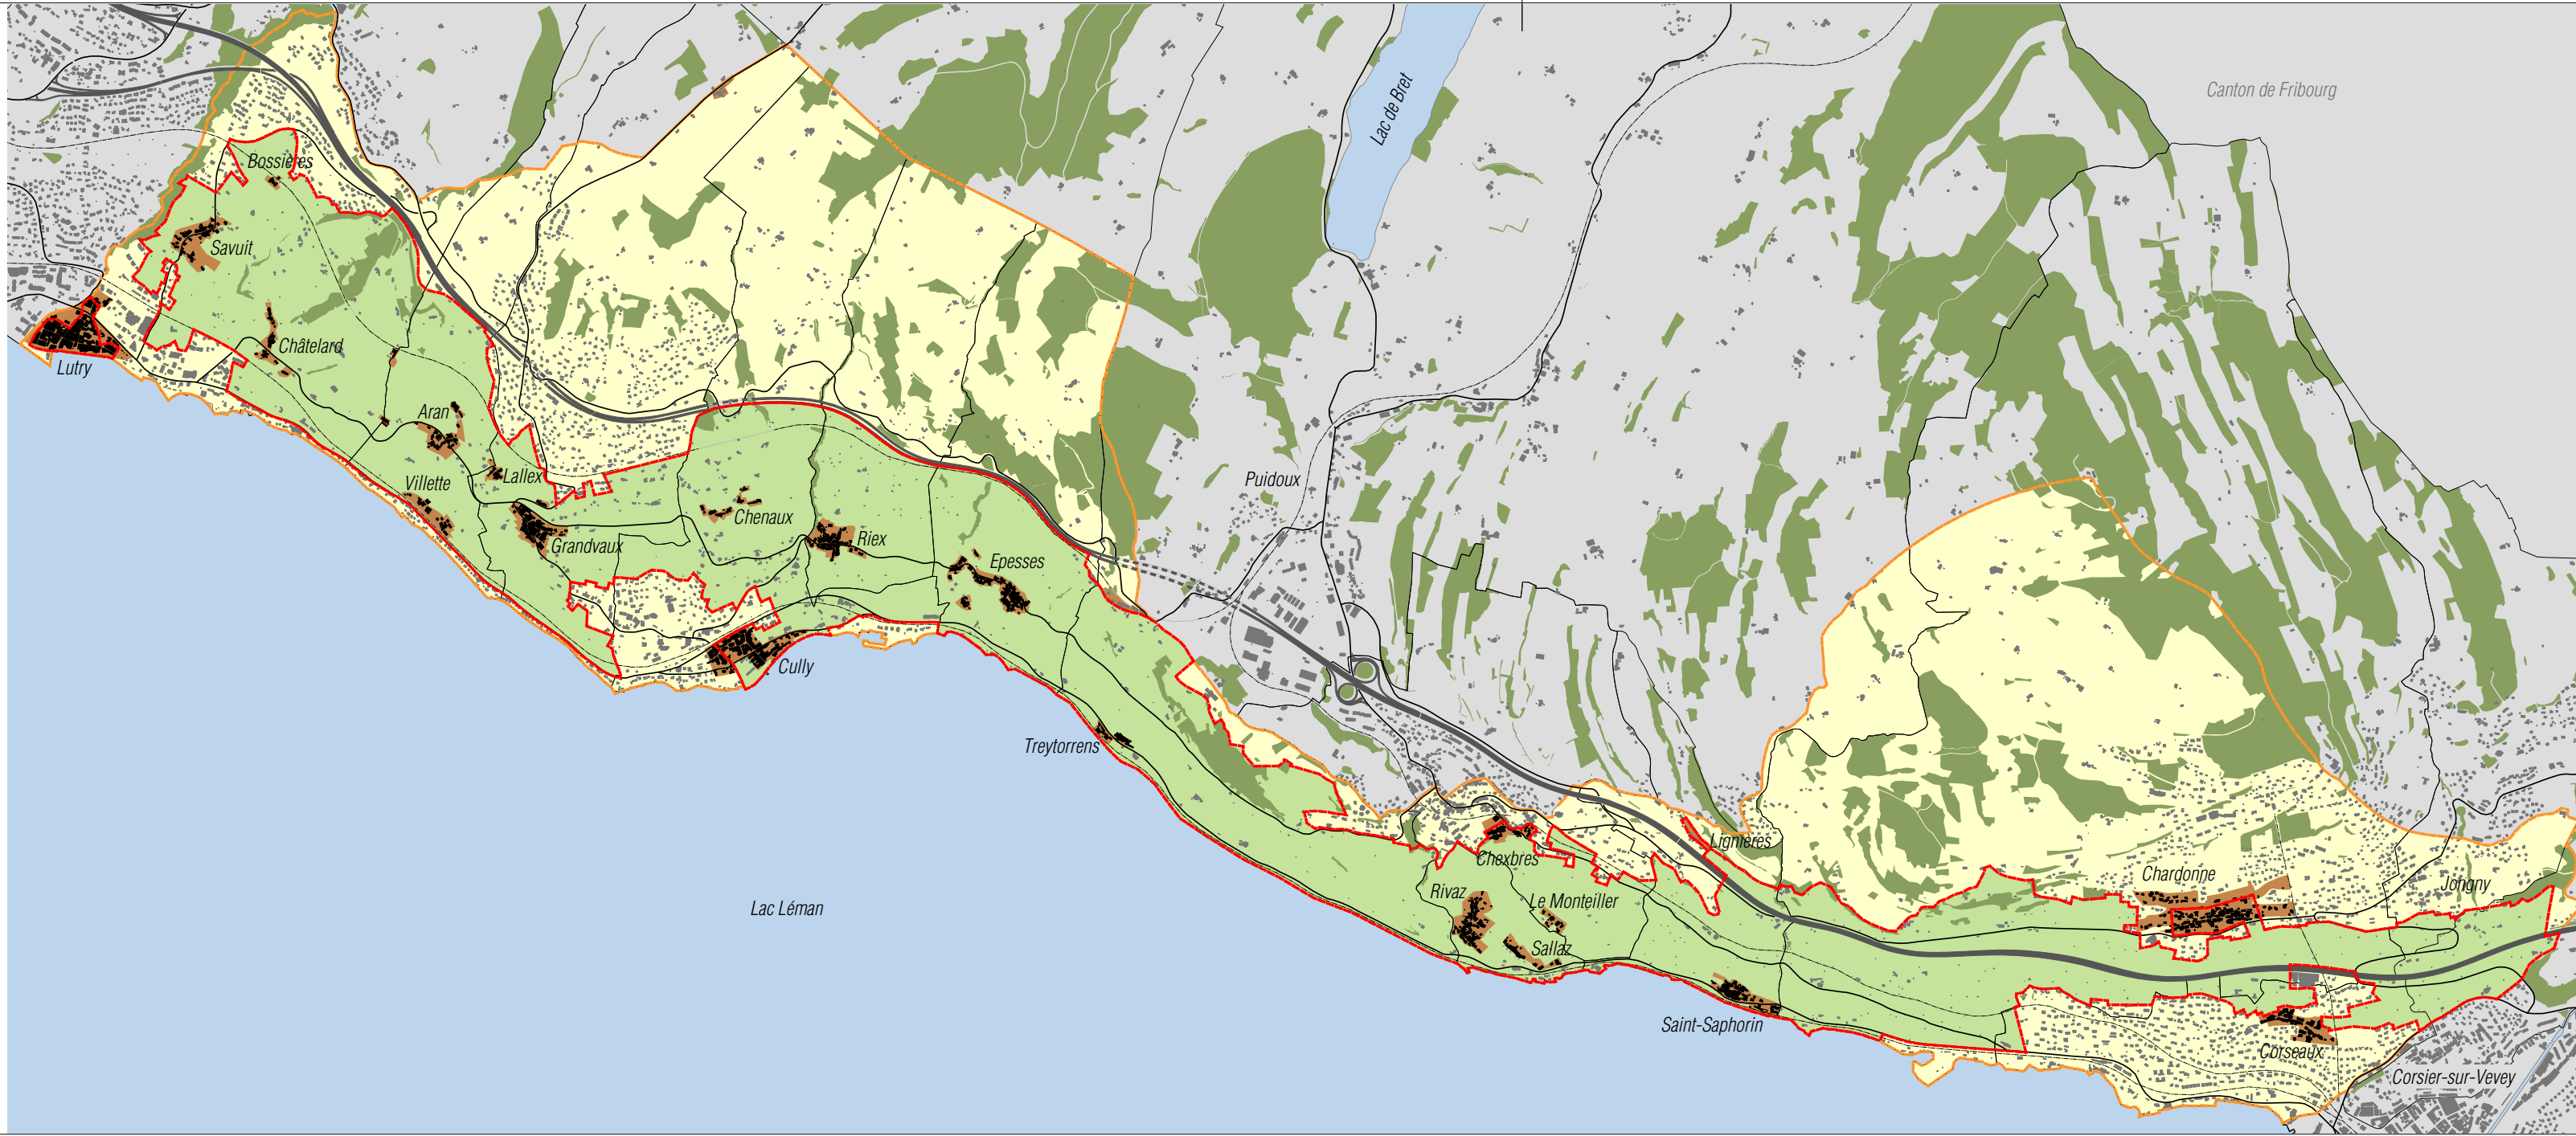 Canton de Fribourg
Lac de Bret
Bossières
Savuit
Châtelard
Lutry
Aran
Lallex
Villette
Puidoux
Chenaux
Grandvaux
Riex
Epesses
Cully
Treytorrens
Lignières
Chexbres
Chardonne
Jongny
Rivaz
Le Monteiller
Lac Léman
Sallaz
Saint-Saphorin
Corseaux
Corsier-sur-Vevey